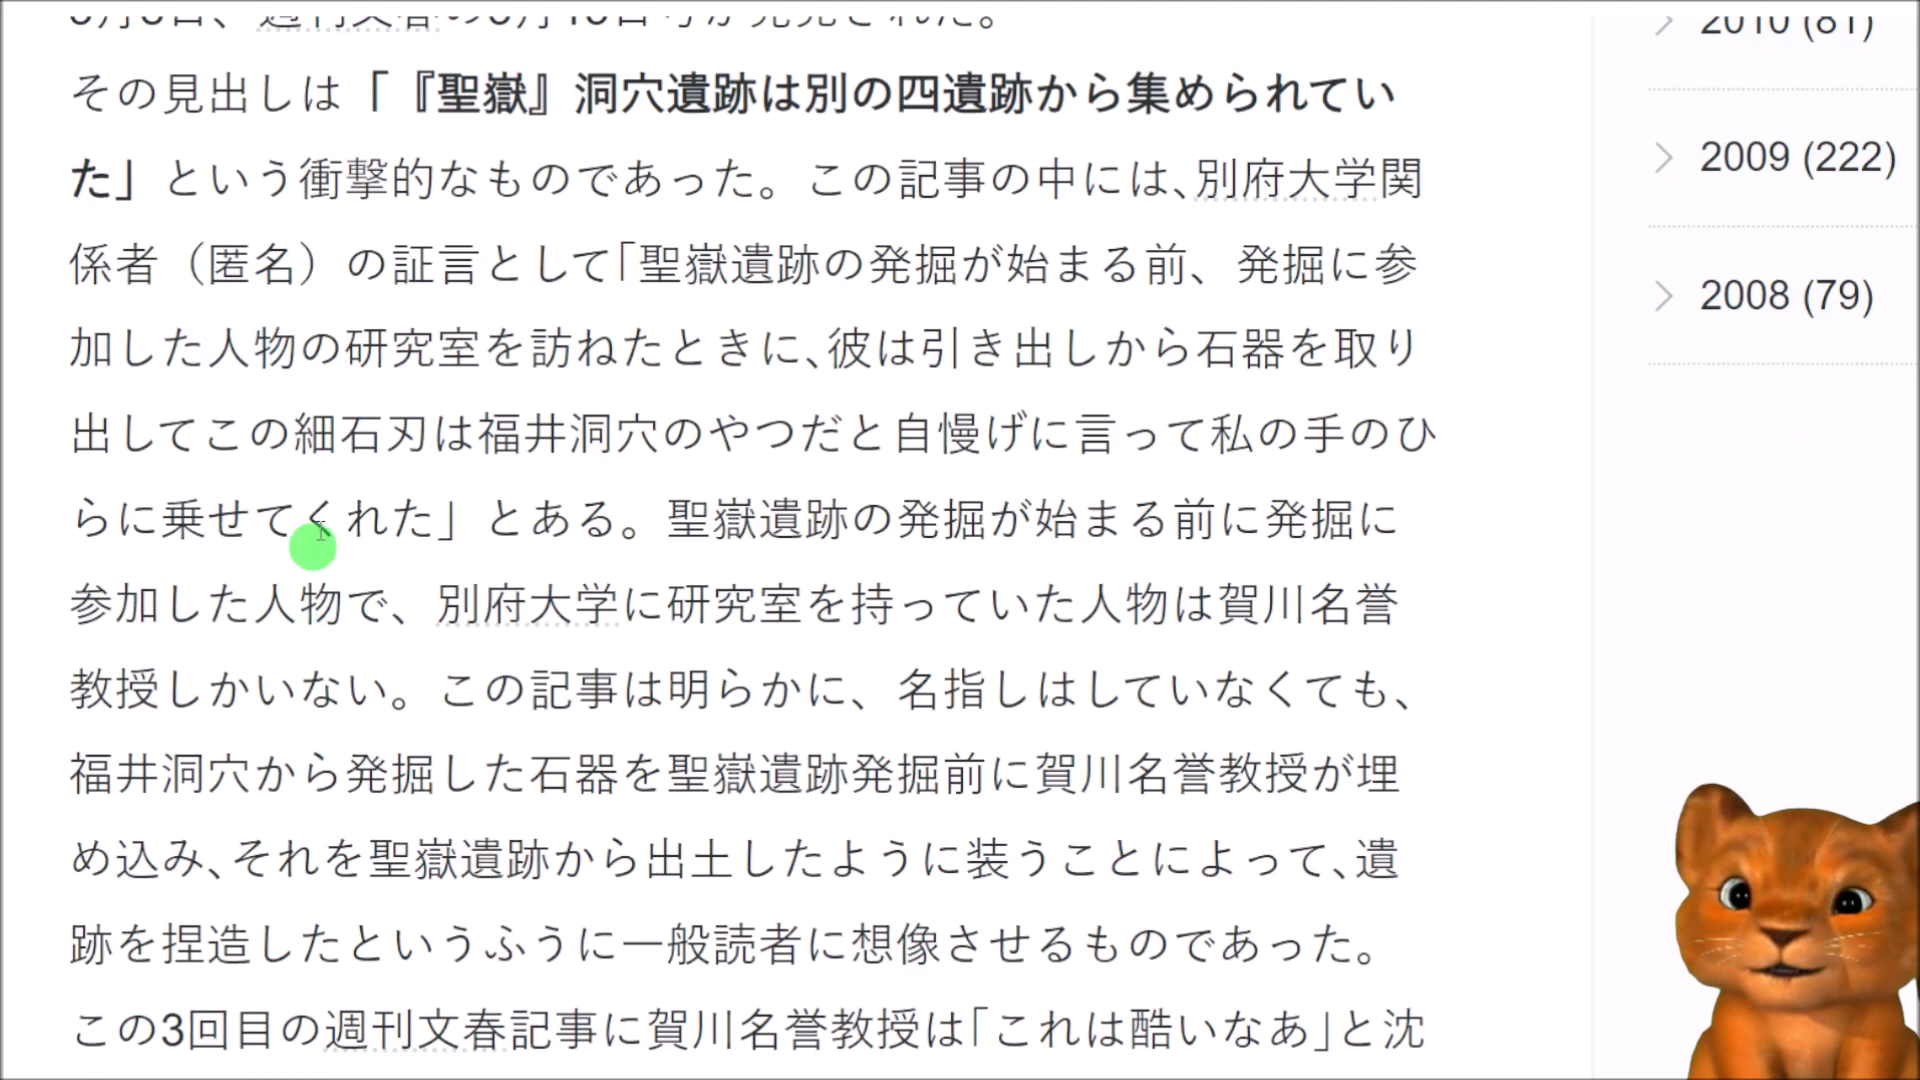 その見出しは「『聖嶽』洞穴遺跡は別の四遺跡から集められてい
た」という衝撃的なものであった。この記事の中には、別府大学関
係者（匿名）の証言として「聖嶽遺跡の発掘が始まる前、発掘に参
加した人物の研究室を訪ねたときに、彼は引き出しから石器を取り
出してこの細石刃は福井洞穴のやつだと自慢げに言って私の手のひ
らに乗せてくれた」とある。聖嶽遺跡の発掘が始まる前に発掘に
参加した人物で、別府大学に研究室を持っていた人物は賀川名誉
教授しかいない。この記事は明らかに、名指しはしていなくても、
福井洞穴から発掘した石器を聖嶽遺跡発掘前に賀川名誉教授が埋
め込み、それを聖嶽遺跡から出土したように装うことによって、遺
跡を捏造したというふうに一般読者に想像させるものであった。
この3回目の週刊文春記事に賀川名誉教授は「これは酷いなあ」と沈
2010 (81)
2009 (222)
2008 (79)